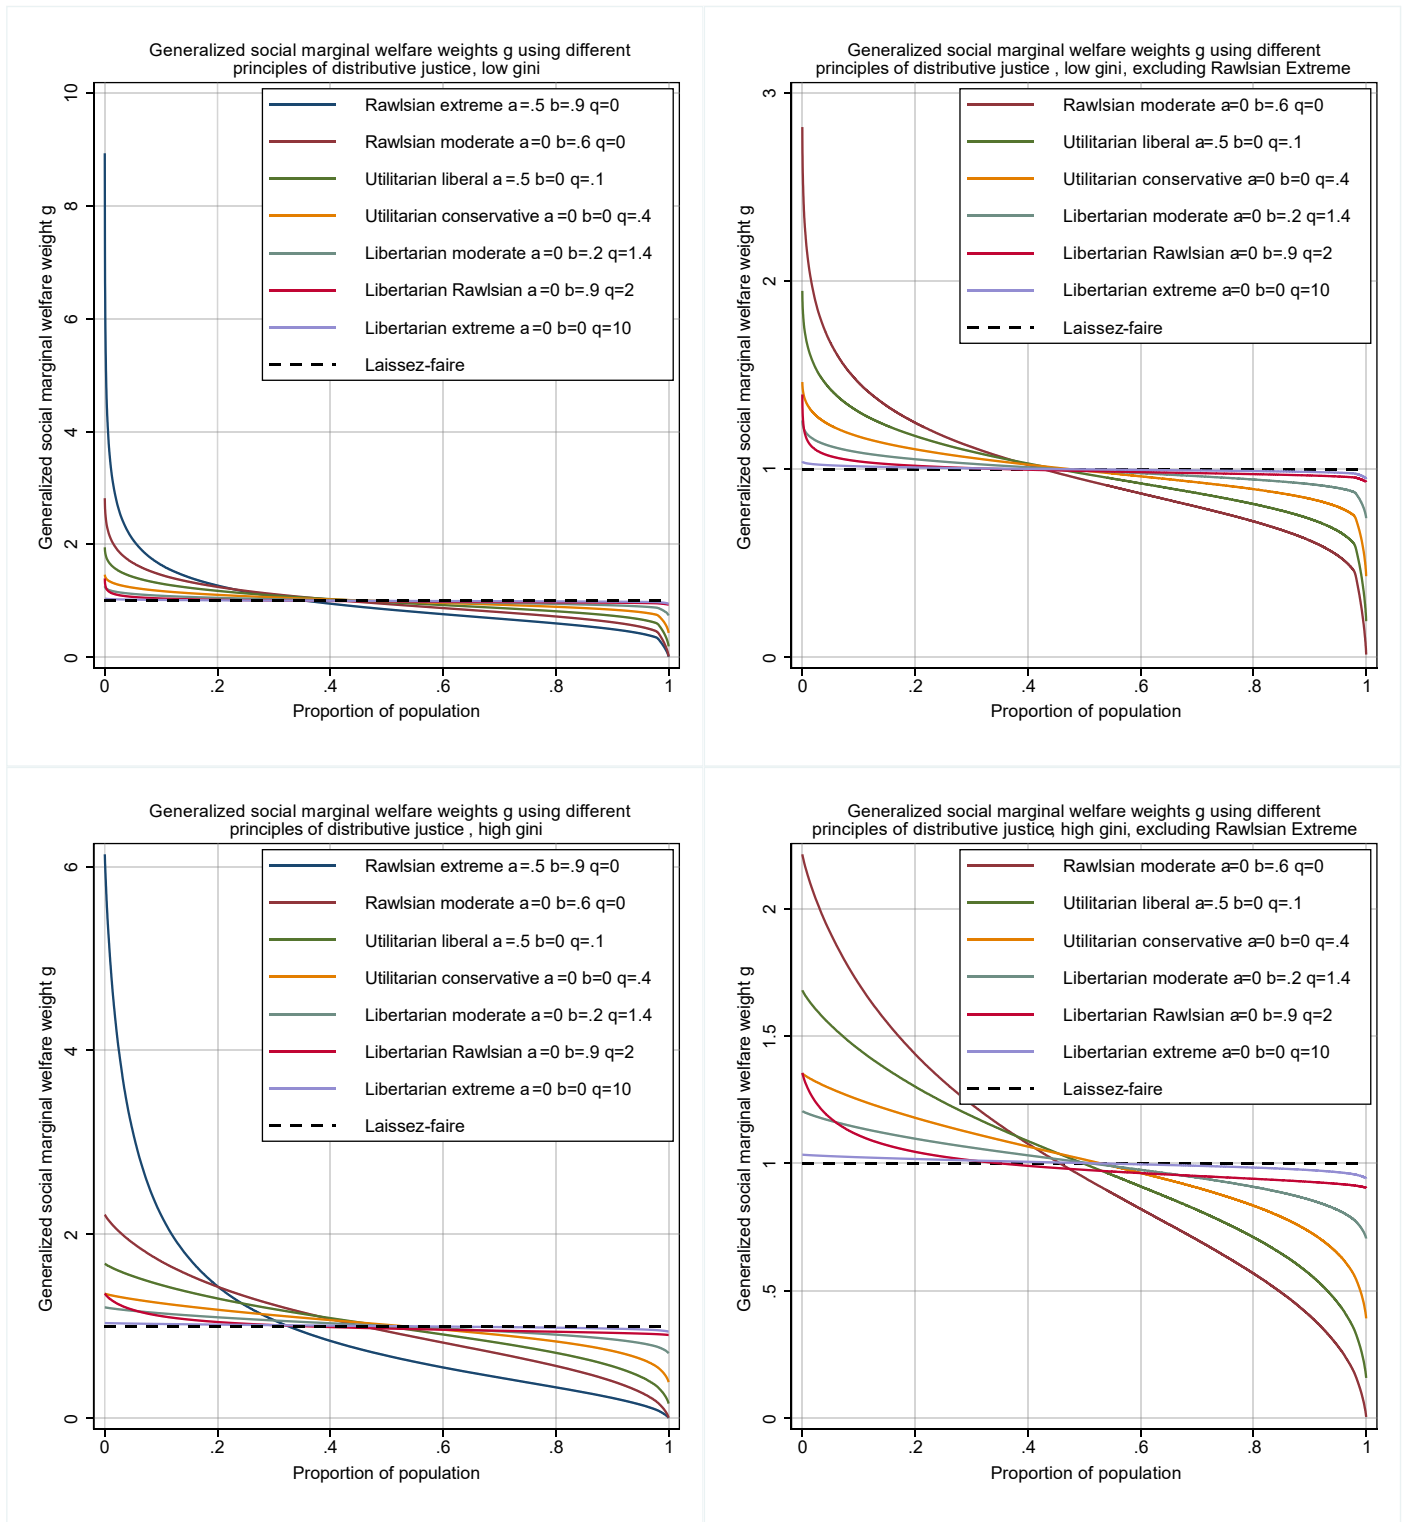 Generalized social marginal welfare weights g using different
principles of distributive justice, low gini
Generalized social marginal welfare weight g
10
8
6
4
2
0
Rawlsian extreme a=.5 b=.9 q=0
Rawlsian moderate a=0 b=.6 q=0
Utilitarian liberal a=.5 b=0 q=.1
Utilitarian conservative a=0 b=0 q=.4
Libertarian moderate a=0 b=.2 q=1.4
Libertarian Rawlsian a=0 b=.9 q=2
Libertarian extreme a=0 b=0 q=10
Laissez-faire
0 .2 .4 .6 .8 1
Proportion of population
Generalized social marginal welfare weights g using different
principles of distributive justice , low gini, excluding Rawlsian Extreme
Generalized social marginal welfare weight g
3
2
1
0
Rawlsian moderate a=0 b=.6 q=0
Utilitarian liberal a=.5 b=0 q=.1
Utilitarian conservative a=0 b=0 q=.4
Libertarian moderate a=0 b=.2 q=1.4
Libertarian Rawlsian a=0 b=.9 q=2
Libertarian extreme a=0 b=0 q=10
Laissez-faire
0 .2 .4 .6 .8 1
Proportion of population
Generalized social marginal welfare weights g using different
principles of distributive justice , high gini
Generalized social marginal welfare weight g
6
4
2
0
Rawlsian extreme a=.5 b=.9 q=0
Rawlsian moderate a=0 b=.6 q=0
Utilitarian liberal a=.5 b=0 q=.1
Utilitarian conservative a=0 b=0 q=.4
Libertarian moderate a=0 b=.2 q=1.4
Libertarian Rawlsian a=0 b=.9 q=2
Libertarian extreme a=0 b=0 q=10
Laissez-faire
0 .2 .4 .6 .8 1
Proportion of population
Generalized social marginal welfare weights g using different
principles of distributive justice, high gini, excluding Rawlsian Extreme
Generalized social marginal welfare weight g
2
1.5
1
.5
0
Rawlsian moderate a=0 b=.6 q=0
Utilitarian liberal a=.5 b=0 q=.1
Utilitarian conservative a=0 b=0 q=.4
Libertarian moderate a=0 b=.2 q=1.4
Libertarian Rawlsian a=0 b=.9 q=2
Libertarian extreme a=0 b=0 q=10
Laissez-faire
0 .2 .4 .6 .8 1
Proportion of population